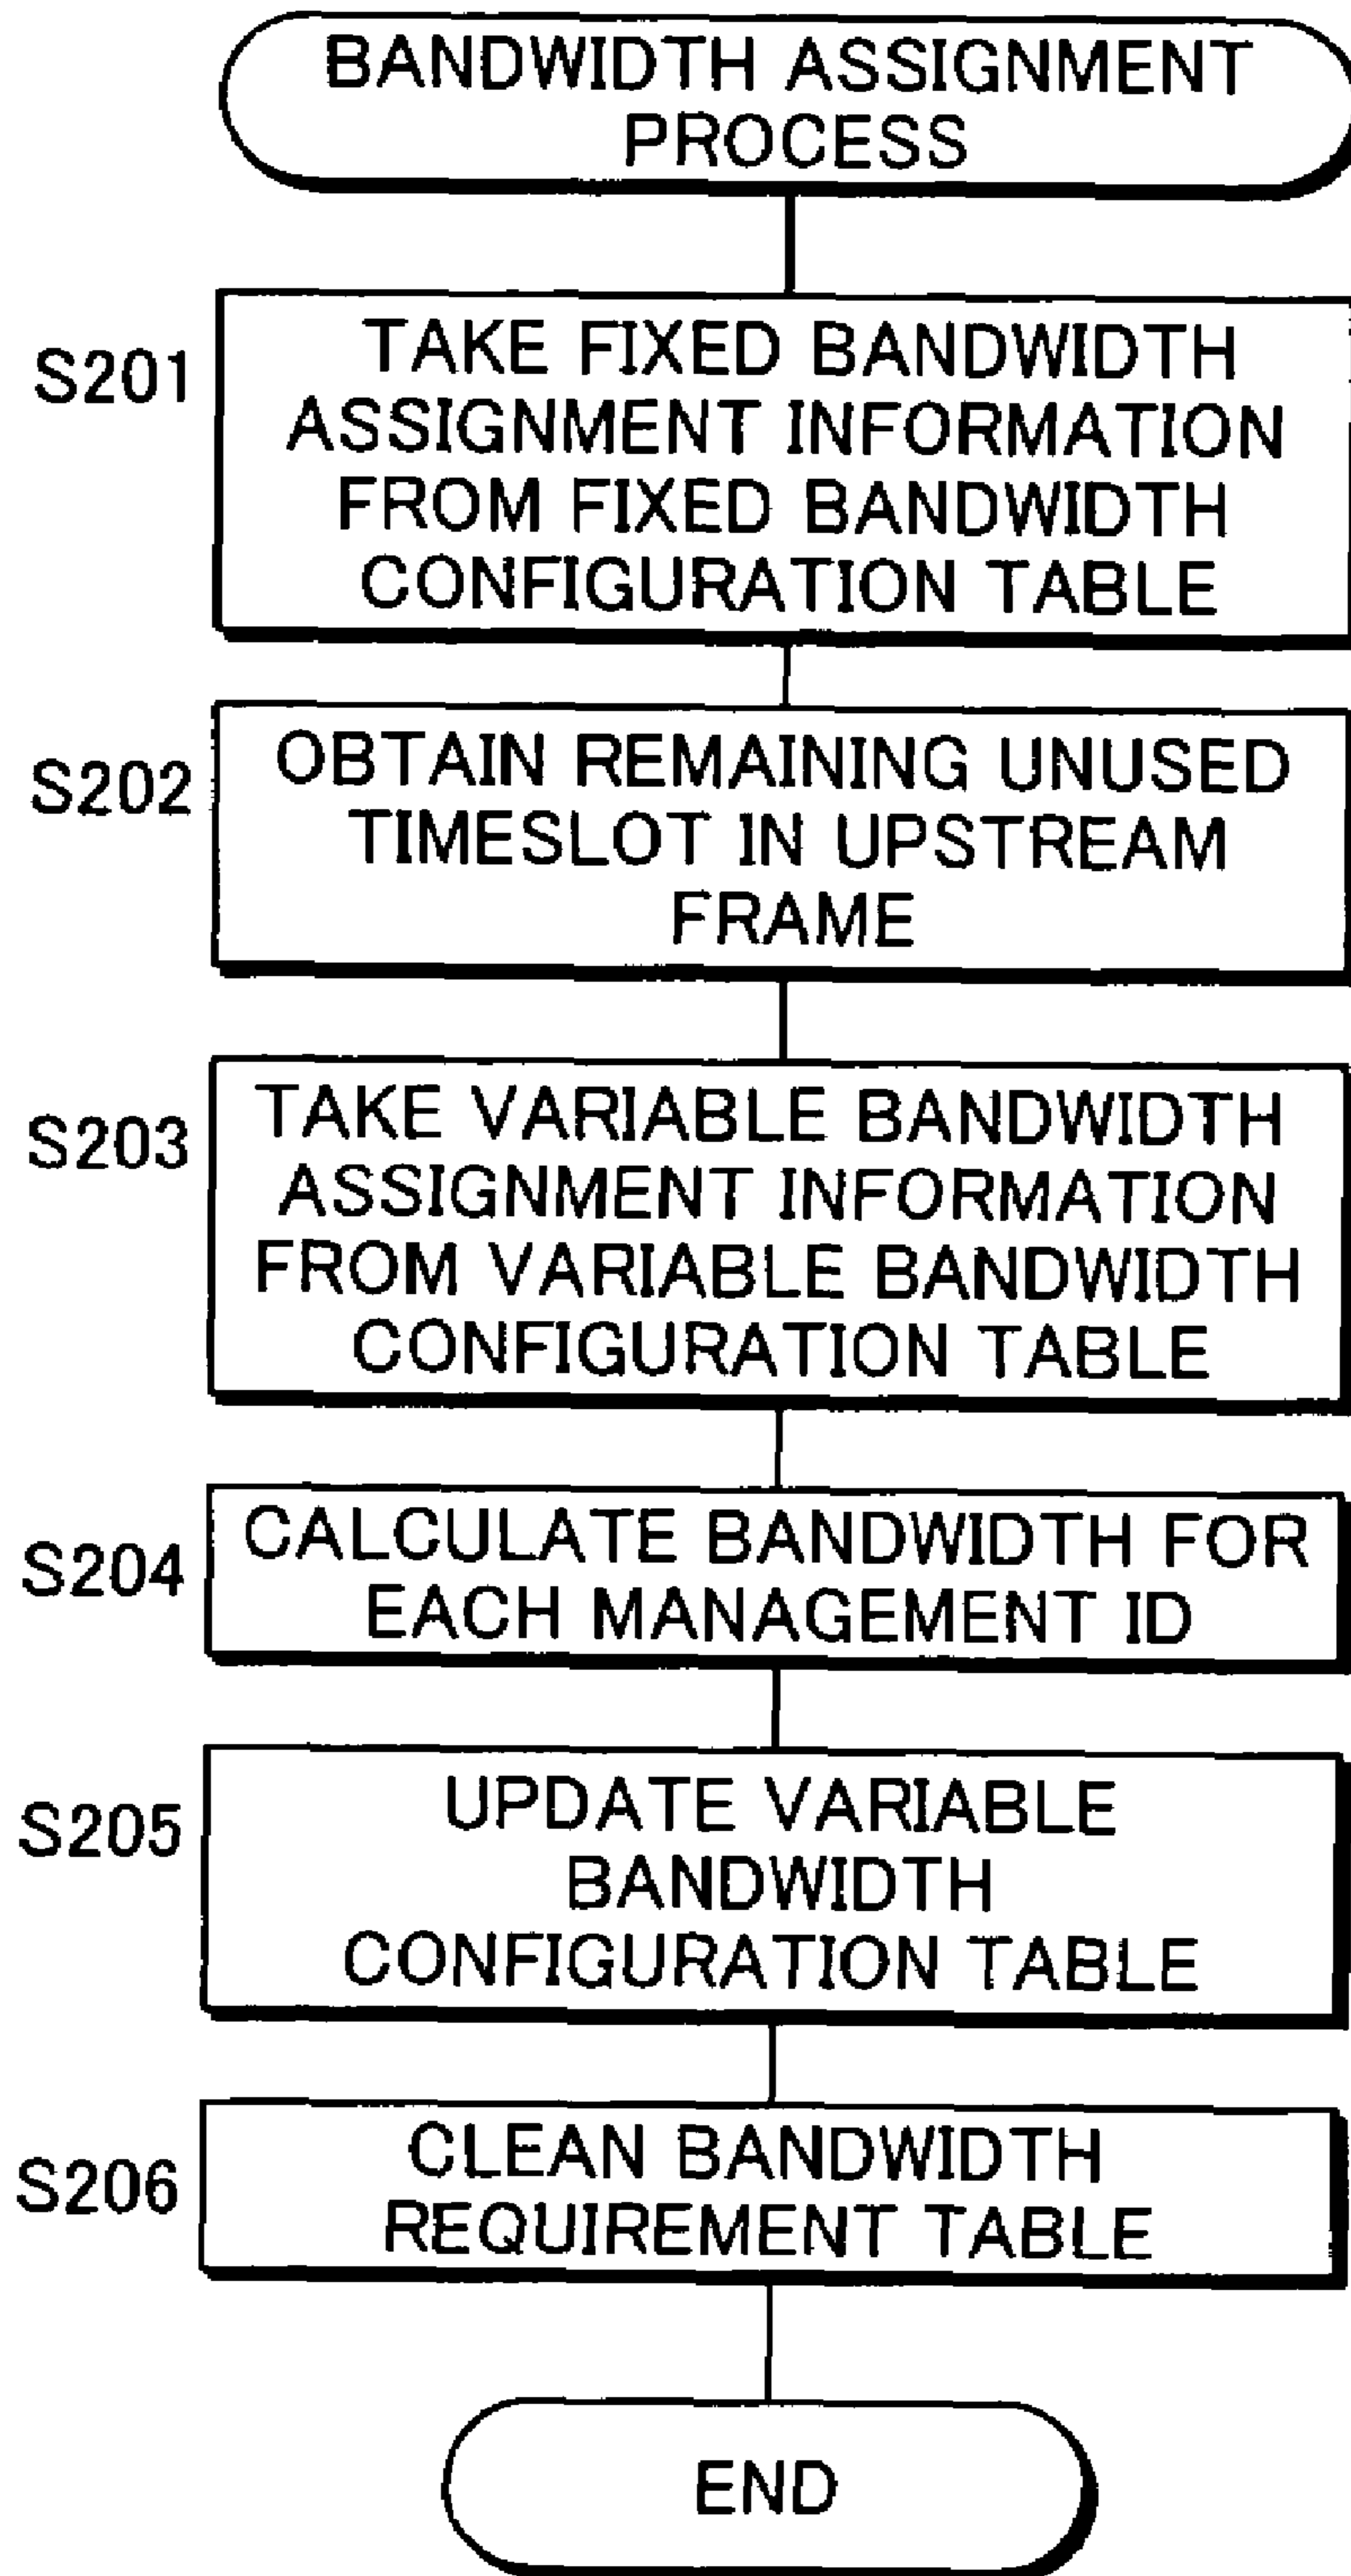 BANDWIDTH ASSIGNMENT
PROCESS
S201
TAKE FIXED BANDWIDTH
ASSIGNMENT INFORMATION
FROM FIXED BANDWIDTH
CONFIGURATION TABLE
S202
OBTAIN REMAINING UNUSED
TIMESLOT IN UPSTREAM
FRAME
S203
TAKE VARIABLE BANDWIDTH
ASSIGNMENT INFORMATION
FROM VARIABLE BANDWIDTH
CONFIGURATION TABLE
S204
CALCULATE BANDWIDTH FOR
EACH MANAGEMENT ID
S205
UPDATE VARIABLE
BANDWIDTH
CONFIGURATION TABLE
S206
CLEAN BANDWIDTH
REQUIREMENT TABLE
END